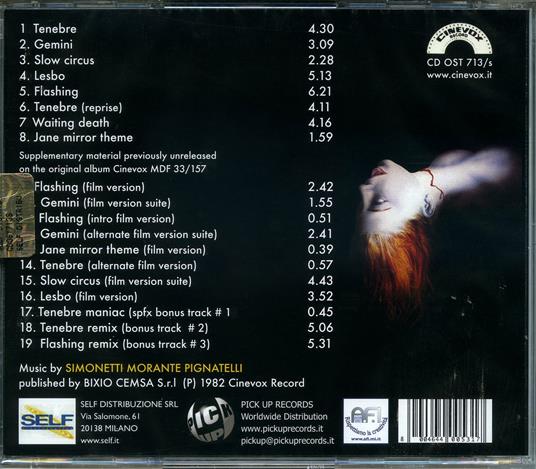 1 Tenebre 4.30
2. Gemini 3.09
3. Slow circus 2.28
4. Lesbo 5.13
5. Flashing 6.21
6. Tenebre (reprise) 4.11
7 Waiting death 4.16
8. Jane mirror theme 1.59
Supplementary material previously unreleased
on the original album Cinevox MDF 33/157
Flashing (film version) 2.42
Gemini (film version suite) 1.55
Flashing (intro film version) 0.51
Gemini (alternate film version suite) 2.41
Jane mirror theme (film version) 0.39
14. Tenebre (alternate film version) 0.57
15. Slow circus (film version suite) 4.43
16. Lesbo (film version) 3.52
17. Tenebre maniac (spfx bonus track # 1 0.45
18. Tenebre remix (bonus track # 2) 5.06
19 Flashing remix (bonus trrack # 3) 5.31
Music by SIMONETTI MORANTE PIGNATELLI
published by BIXIO CEMSA S.r.l (P) 1982 Cinevox Record
CINEVOX
RECORD
CD OST 713/s
www.cinevox.it
SELF
SELF DISTRIBUZIONE SRL
Via Salomone, 61
20138 MILANO
www.self.it
PICK
UP
PICK UP RECORDS
Worldwide Distribution
www.pickuprecords.it
pickup@pickuprecords.it
A.F.I.
www.afi.mi.it
8 004644 005317